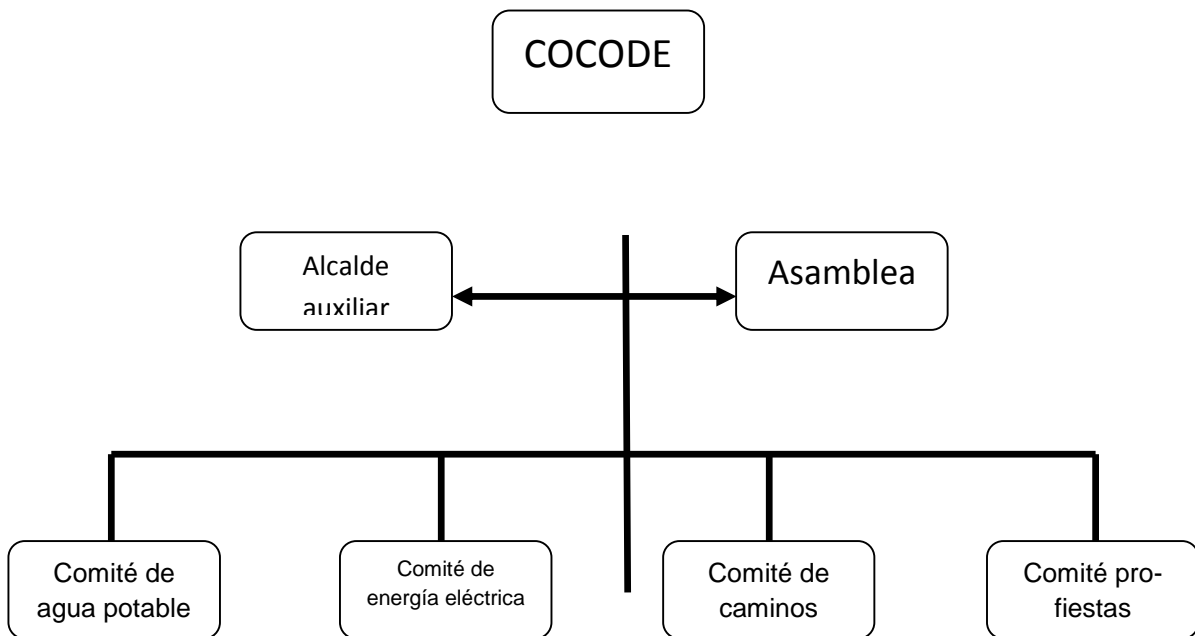 COCODE
Alcalde
auxiliar
Asamblea
Comité de
agua potable
Comité de
energía eléctrica
Comité de
caminos
Comité pro-
fiestas